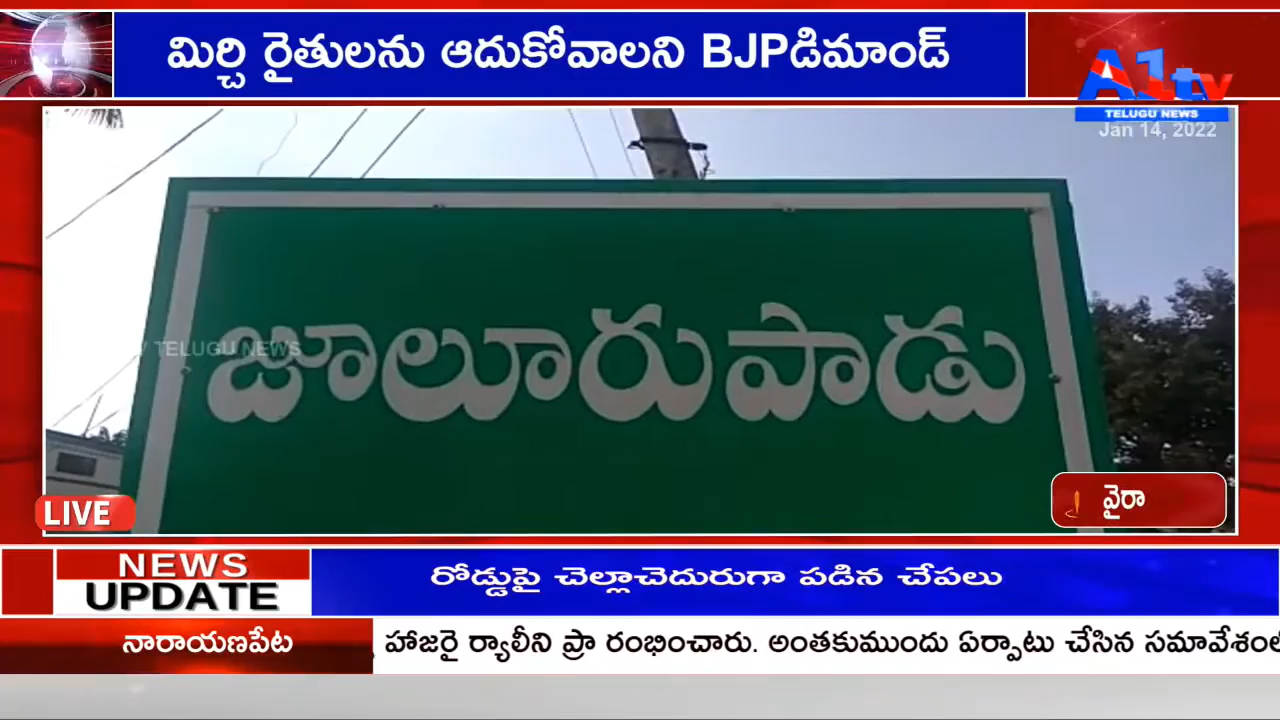 మిర్చి రైతులను ఆదుకోవాలని BJPడిమాండ్
A1tv
TELUGU NEWS
Jan 14, 2022
TELUGU NEWS
జూలూరుపాడు
LIVE
వైరా
NEWS
UPDATE
రోడ్డుపై చెల్లాచెదురుగా పడిన చేపలు
నారాయణపేట
హాజరై ర్యాలీని ప్రా రంభించారు. అంతకుముందు ఏర్పాటు చేసిన